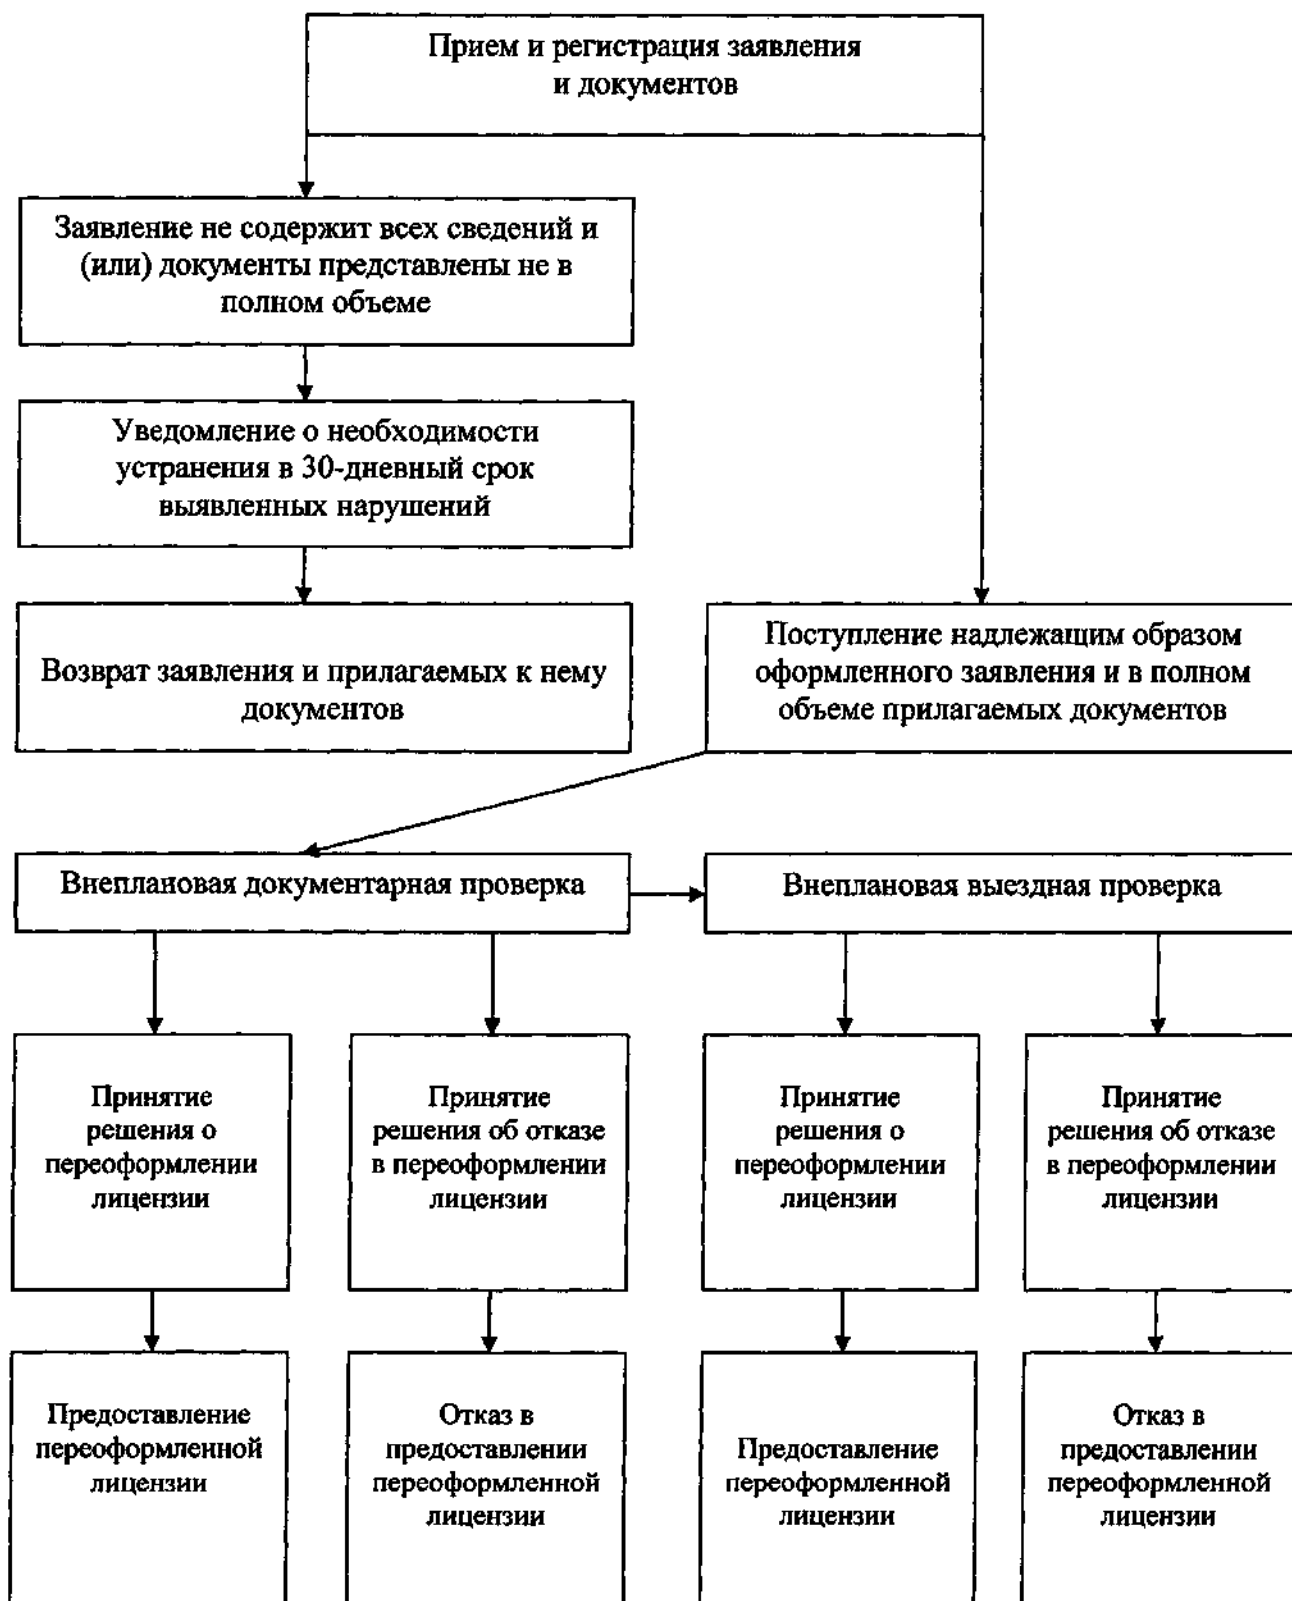 Прием и регистрация заявления
и документов
Заявление не содержит всех сведений и
(или) документы представлены не в
полном объеме
Уведомление о необходимости
устранения в 30-дневный срок
выявленных нарушений
Возврат заявления и прилагаемых к нему
документов
Поступление надлежащим образом
оформленного заявления и в полном
объеме прилагаемых документов
Внеплановая документарная проверка
Внеплановая выездная проверка
Принятие
решения о
переоформлении
лицензии
Принятие
решения об отказе
в переоформлении
лицензии
Принятие
решения о
переоформлении
лицензии
Принятие
решения об отказе
в переоформлении
лицензии
Предоставление
переоформленной
лицензии
Отказ в
предоставлении
переоформленной
лицензии
Предоставление
переоформленной
лицензии
Отказ в
предоставлении
переоформленной
лицензии